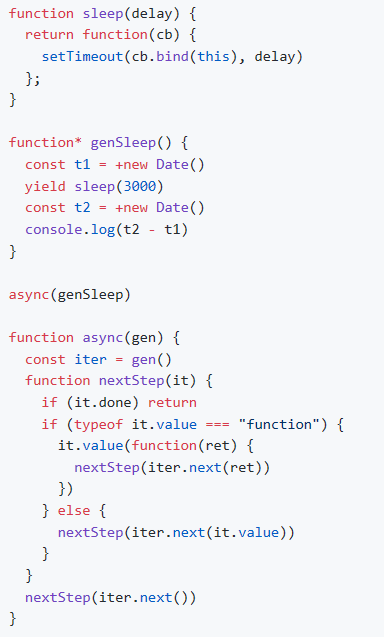 function sleep(delay) {
  return function(cb) {
    setTimeout(cb.bind(this), delay)
  };
}

function* genSleep() {
  const t1 = +new Date()
  yield sleep(3000)
  const t2 = +new Date()
  console.log(t2 - t1)
}

async(genSleep)

function async(gen) {
  const iter = gen()
  function nextStep(it) {
    if (it.done) return
    if (typeof it.value === "function") {
      it.value(function(ret) {
        nextStep(iter.next(ret))
      })
    } else {
      nextStep(iter.next(it.value))
    }
  }
  nextStep(iter.next())
}